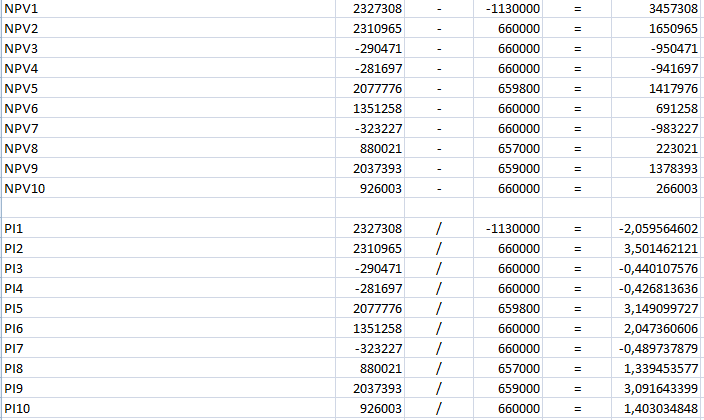 NPV1 2327308 - -1130000 = 3457308
NPV2 2310965 - 660000 = 1650965
NPV3 -290471 - 660000 = -950471
NPV4 -281697 - 660000 = -941697
NPV5 2077776 - 659800 = 1417976
NPV6 1351258 - 660000 = 691258
NPV7 -323227 - 660000 = -983227
NPV8 880021 - 657000 = 223021
NPV9 2037393 - 659000 = 1378393
NPV10 926003 - 660000 = 266003
PI1 2327308 / -1130000 = -2,059564602
PI2 2310965 / 660000 = 3,501462121
PI3 -290471 / 660000 = -0,440107576
PI4 -281697 / 660000 = -0,426813636
PI5 2077776 / 659800 = 3,149099727
PI6 1351258 / 660000 = 2,047360606
PI7 -323227 / 660000 = -0,489737879
PI8 880021 / 657000 = 1,339453577
PI9 2037393 / 659000 = 3,091643399
PI10 926003 / 660000 = 1,403034848